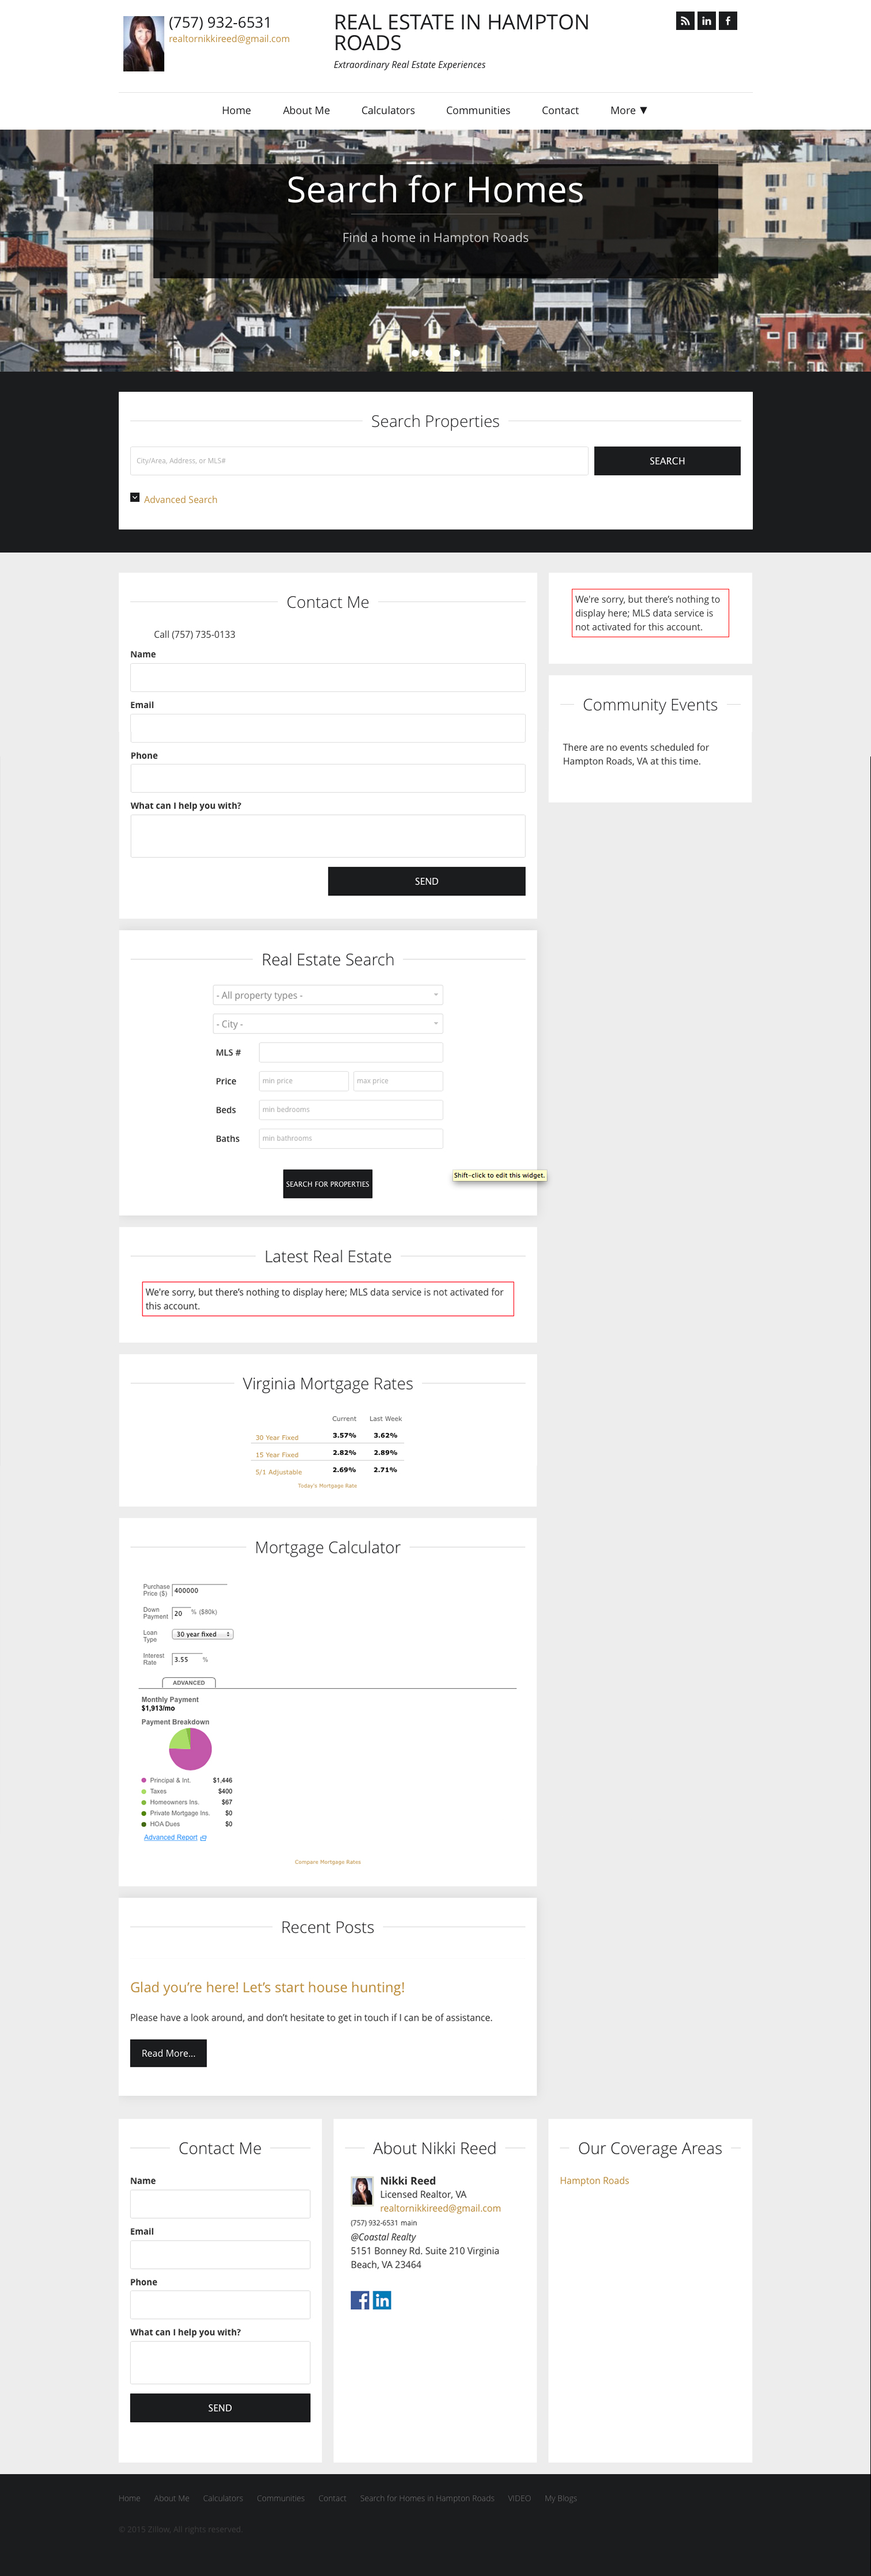 (757) 932-6531
realtornikkireed@gmail.com
REAL ESTATE IN HAMPTON
ROADS
Extraordinary Real Estate Experiences
in
f
Home About Me Calculators Communities Contact More ▼
Search for Homes
Find a home in Hampton Roads
Search Properties
City/Area, Address, or MLS#
SEARCH
Advanced Search
Contact Me
Call (757) 735-0133
Name
Email
Phone
What can I help you with?
SEND
We're sorry, but there's nothing to
display here; MLS data service is
not activated for this account.
Community Events
There are no events scheduled for
Hampton Roads, VA at this time.
Real Estate Search
- All property types -
- City -
MLS #
Price min price max price
Beds min bedrooms
Baths min bathrooms
Shift-click to edit this widget.
SEARCH FOR PROPERTIES
Latest Real Estate
We're sorry, but there's nothing to display here; MLS data service is not activated for
this account.
Virginia Mortgage Rates
Current Last Week
30 Year Fixed 3.57% 3.62%
15 Year Fixed 2.82% 2.89%
5/1 Adjustable 2.69% 2.71%
Today's Mortgage Rate
Mortgage Calculator
Purchase
Price ($) 400000
Down
Payment 20 % ($80k)
Loan
Type 30 year fixed
Interest
Rate 3.55 %
ADVANCED
Monthly Payment
$1,913/mo
Payment Breakdown
Principal & Int. $1,446
Taxes $400
Homeowners Ins. $67
Private Mortgage Ins. $0
HOA Dues $0
Advanced Report
Compare Mortgage Rates
Recent Posts
Glad you're here! Let's start house hunting!
Please have a look around, and don't hesitate to get in touch if I can be of assistance.
Read More...
Contact Me
Name
Email
Phone
What can I help you with?
SEND
About Nikki Reed
Nikki Reed
Licensed Realtor, VA
realtornikkireed@gmail.com
(757) 932-6531 main
@Coastal Realty
5151 Bonney Rd. Suite 210 Virginia
Beach, VA 23464
f
in
Our Coverage Areas
Hampton Roads
Home About Me Calculators Communities Contact Search for Homes in Hampton Roads VIDEO My Blogs
© 2015 Zillow, All rights reserved.